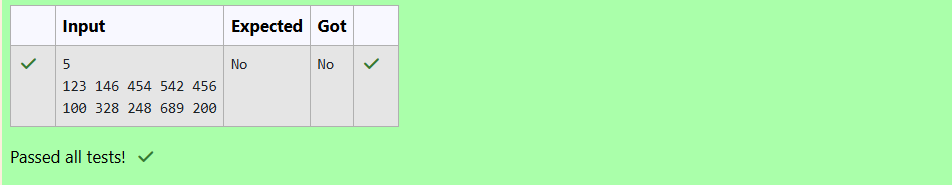 Input Expected Got
5 No No
123 146 454 542 456
100 328 248 689 200
Passed all tests!